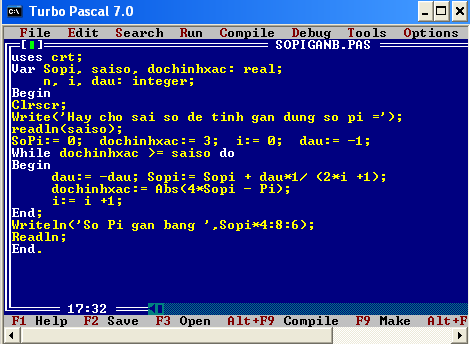 Turbo Pascal 7.0
File Edit Search Run Compile Debug Tools Options
[ ] SOPIGANB.PAS
uses crt;
Var Sopi, saiso, dochinhxac: real;
n, i, dau: integer;
Begin
Clrscr;
Write('Hay cho sai so de tinh gan dung so pi =');
readln(saiso);
SoPi:= 0; dochinhxac:= 3; i:= 0; dau:= -1;
While dochinhxac >= saiso do
Begin
dau:= -dau; Sopi:= Sopi + dau*1/ (2*i +1);
dochinhxac:= Abs(4*Sopi - Pi);
i:= i +1;
End;
Writeln('So Pi gan bang ',Sopi*4:8:6);
Readln;
End.
17:32
F1 Help F2 Save F3 Open Alt+F9 Compile F9 Make Alt+F